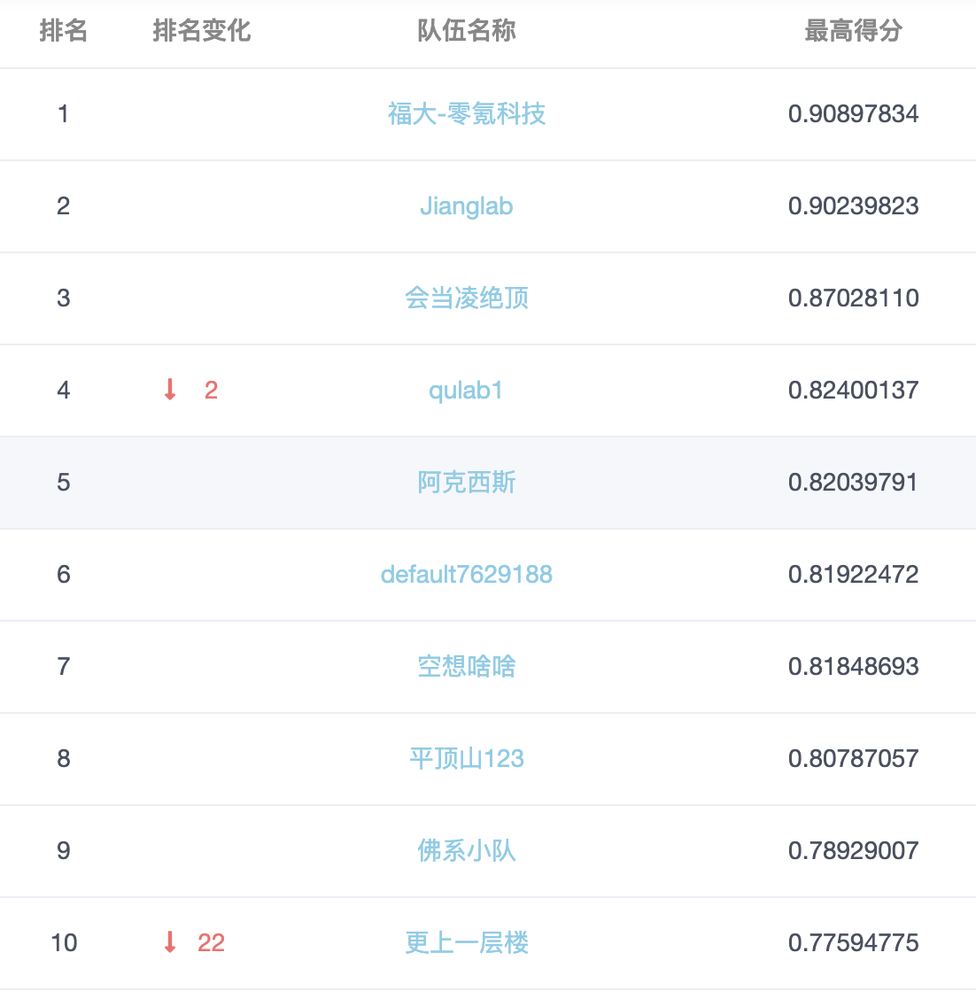 排名 排名变化 队伍名称 最高得分
1 福大-零氪科技 0.90897834
2 Jianglab 0.90239823
3 会当凌绝顶 0.87028110
4 ↓ 2 qulab1 0.82400137
5 阿克西斯 0.82039791
6 default7629188 0.81922472
7 空想啥啥 0.81848693
8 平顶山123 0.80787057
9 佛系小队 0.78929007
10 ↓ 22 更上一层楼 0.77594775